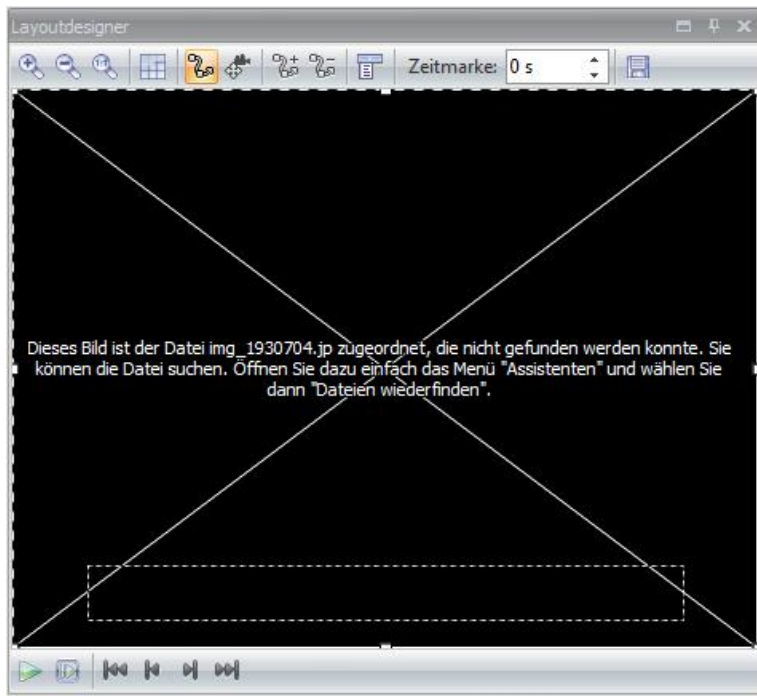 Layoutdesigner
Zeitmarke: 0 s
Dieses Bild ist der Datei img_1930704.jp zugeordnet, die nicht gefunden werden konnte. Sie
können die Datei suchen. Öffnen Sie dazu einfach das Menü "Assistenten" und wählen Sie
dann "Dateien wiederfinden".